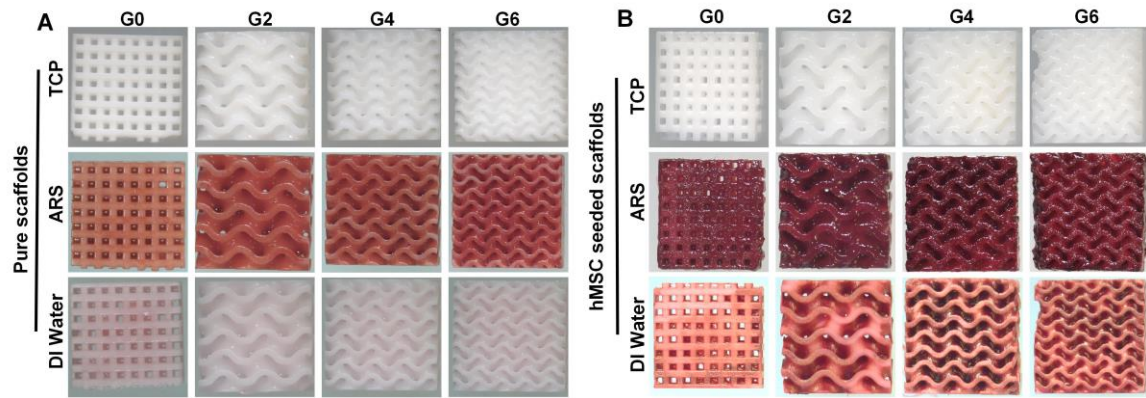 A
G0 G2 G4 G6
Pure scaffolds
TCP
ARS
DI Water
B
G0 G2 G4 G6
hMSC seeded scaffolds
TCP
ARS
DI Water